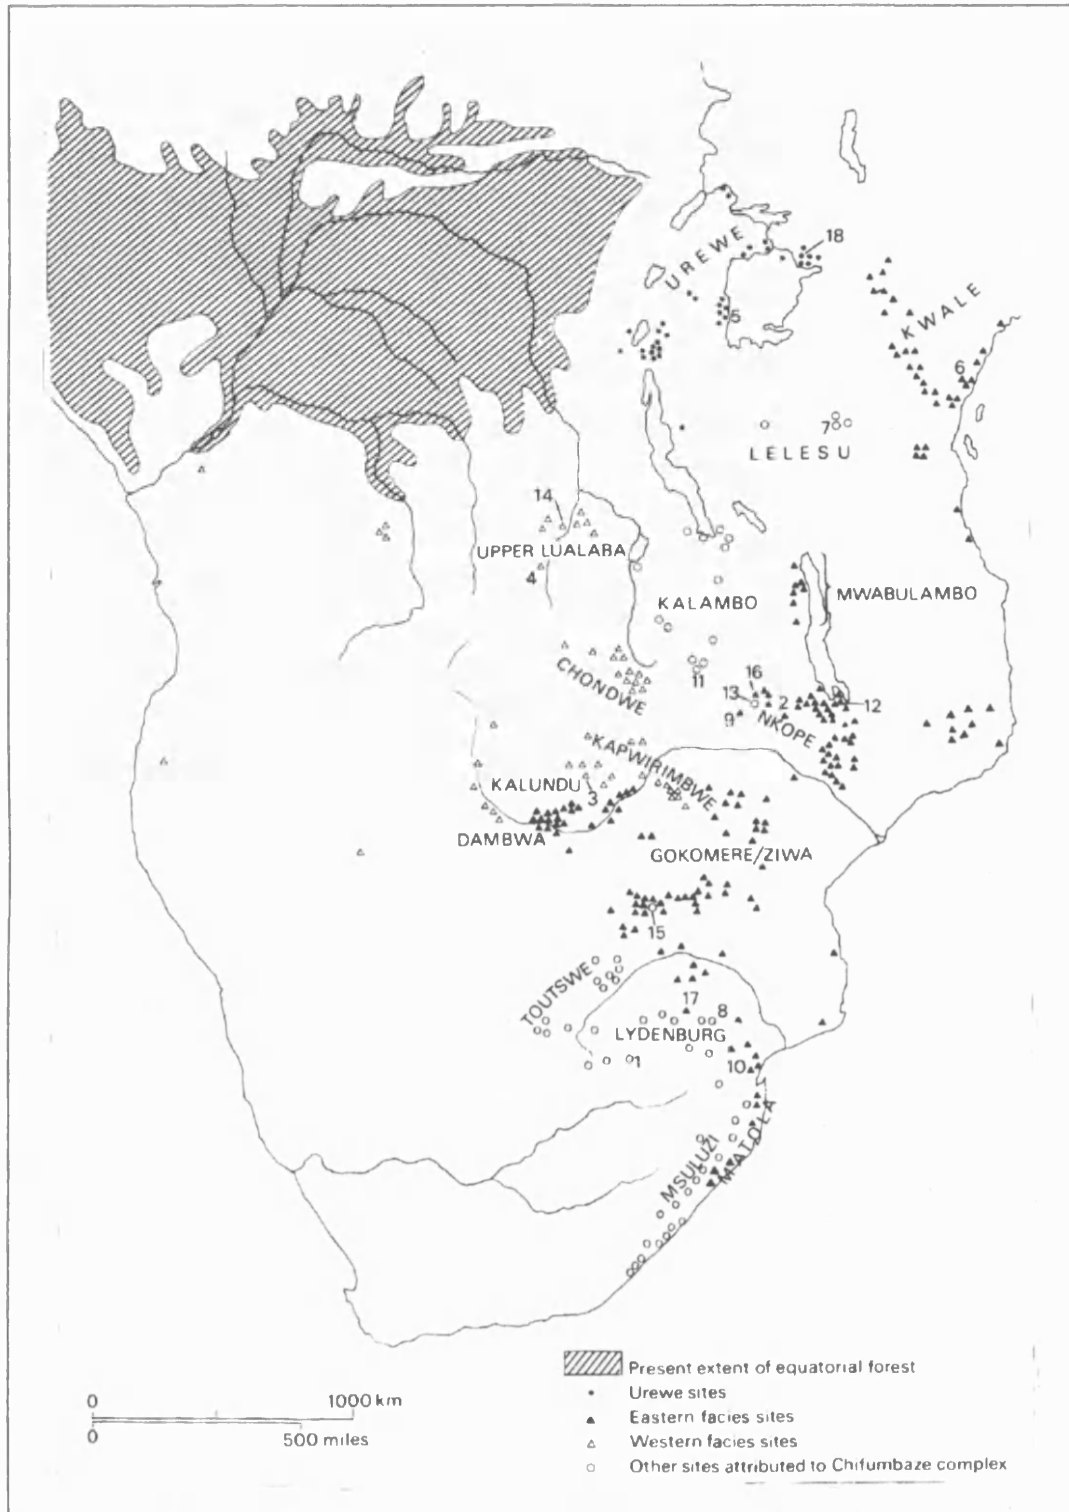 UREWE
18
5
KWALE
6
7
LELESU
14
UPPER LUALABA
4
KALAMBO
MWABULAMBO
CHONDWE
11
16
13
2
12
9
NKOPE
KAPWIRIMBWE
KALUNDU
3
DAMBWA
GOKOMERE/ZIWA
15
TOUTSWE
17
8
LYDENBURG
1
10
MSULUZI
MATOLA
Present extent of equatorial forest
Urewe sites
Eastern facies sites
Western facies sites
Other sites attributed to Chifumbaze complex
0 1000 km
0 500 miles